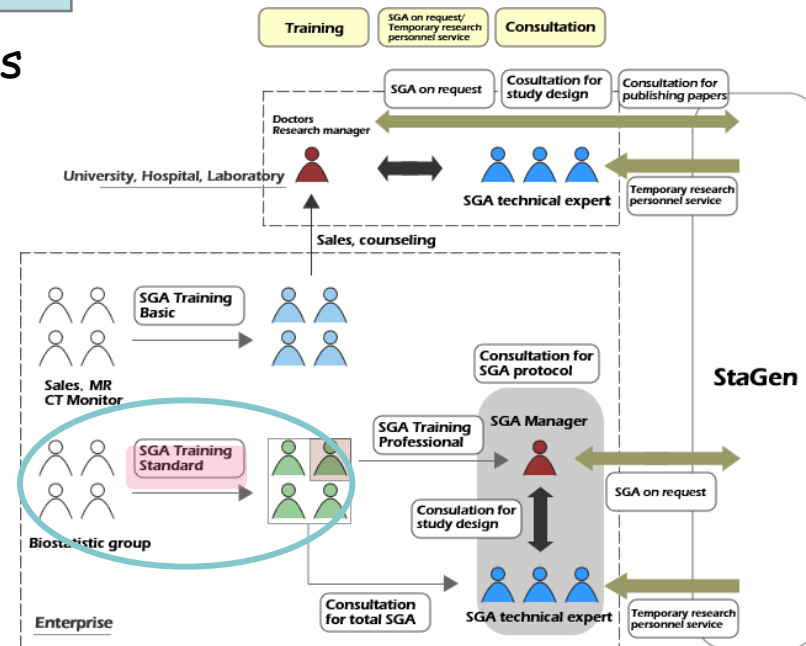 s
Training
SGA on request/
Temporary research
personnel service
Consultation
SGA on request
Cosultation for
study design
Consultation for
publishing papers
Doctors
Research manager
University, Hospital, Laboratory
SGA technical expert
Temporary research
personnel service
Sales, counseling
SGA Training
Basic
Sales, MR
CT Monitor
Consultation for
SGA protocol
StaGen
SGA Training
Standard
SGA Training
Professional
SGA Manager
SGA on request
Consulation for
study design
Biostatistic group
Consultation
for total SGA
SGA technical expert
Temporary research
personnel service
Enterprise